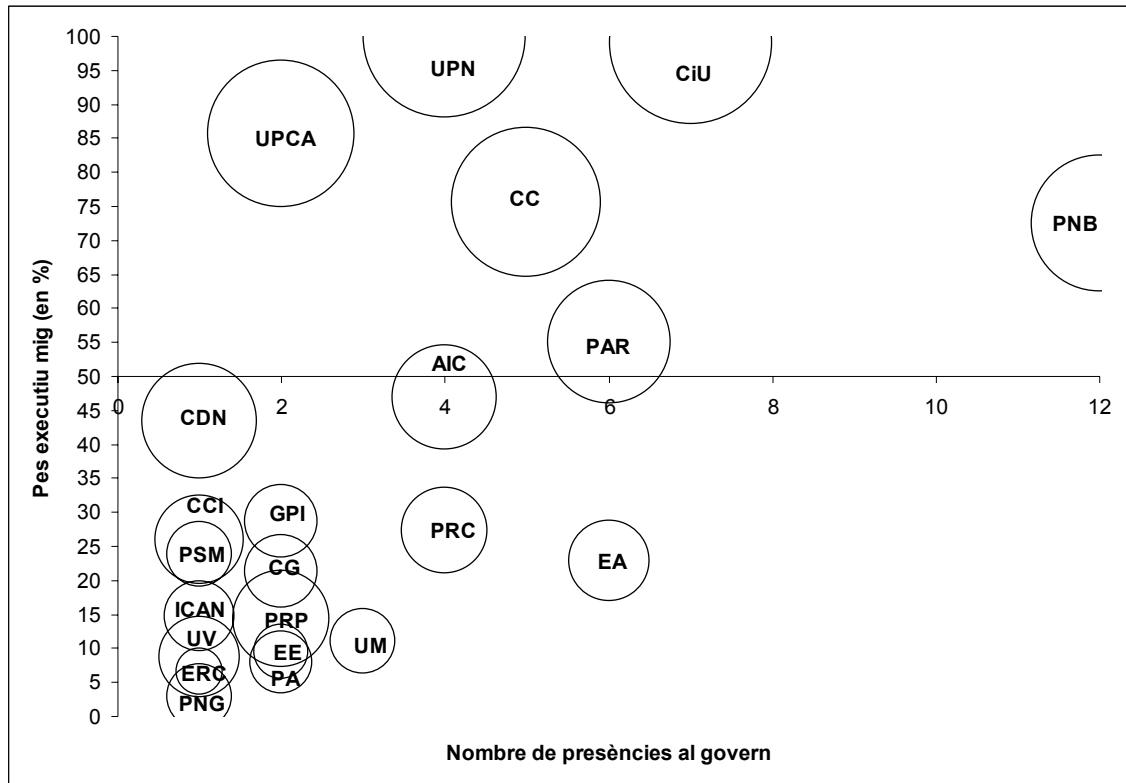 100
95
90
85
80
75
70
65
60
55
50
45
40
35
30
25
20
15
10
5
0
Pes executiu mig (en %)
0 2 4 6 8 10 12
UPN
CiU
UPCA
CC
PNB
PAR
AIC
CDN
CCI
GPI
PRC
PSM
EA
CG
ICAN
PRP
UV
EE
UM
ERC
PA
PNG
Nombre de presències al govern